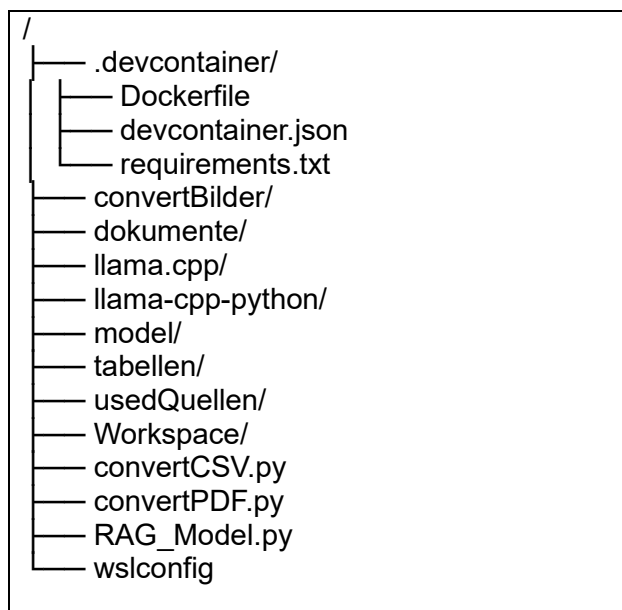 /
├── .devcontainer/
│ ├── Dockerfile
│ ├── devcontainer.json
│ └── requirements.txt
├── convertBilder/
├── dokumente/
├── llama.cpp/
├── llama-cpp-python/
├── model/
├── tabellen/
├── usedQuellen/
├── Workspace/
├── convertCSV.py
├── convertPDF.py
├── RAG_Model.py
└── wslconfig